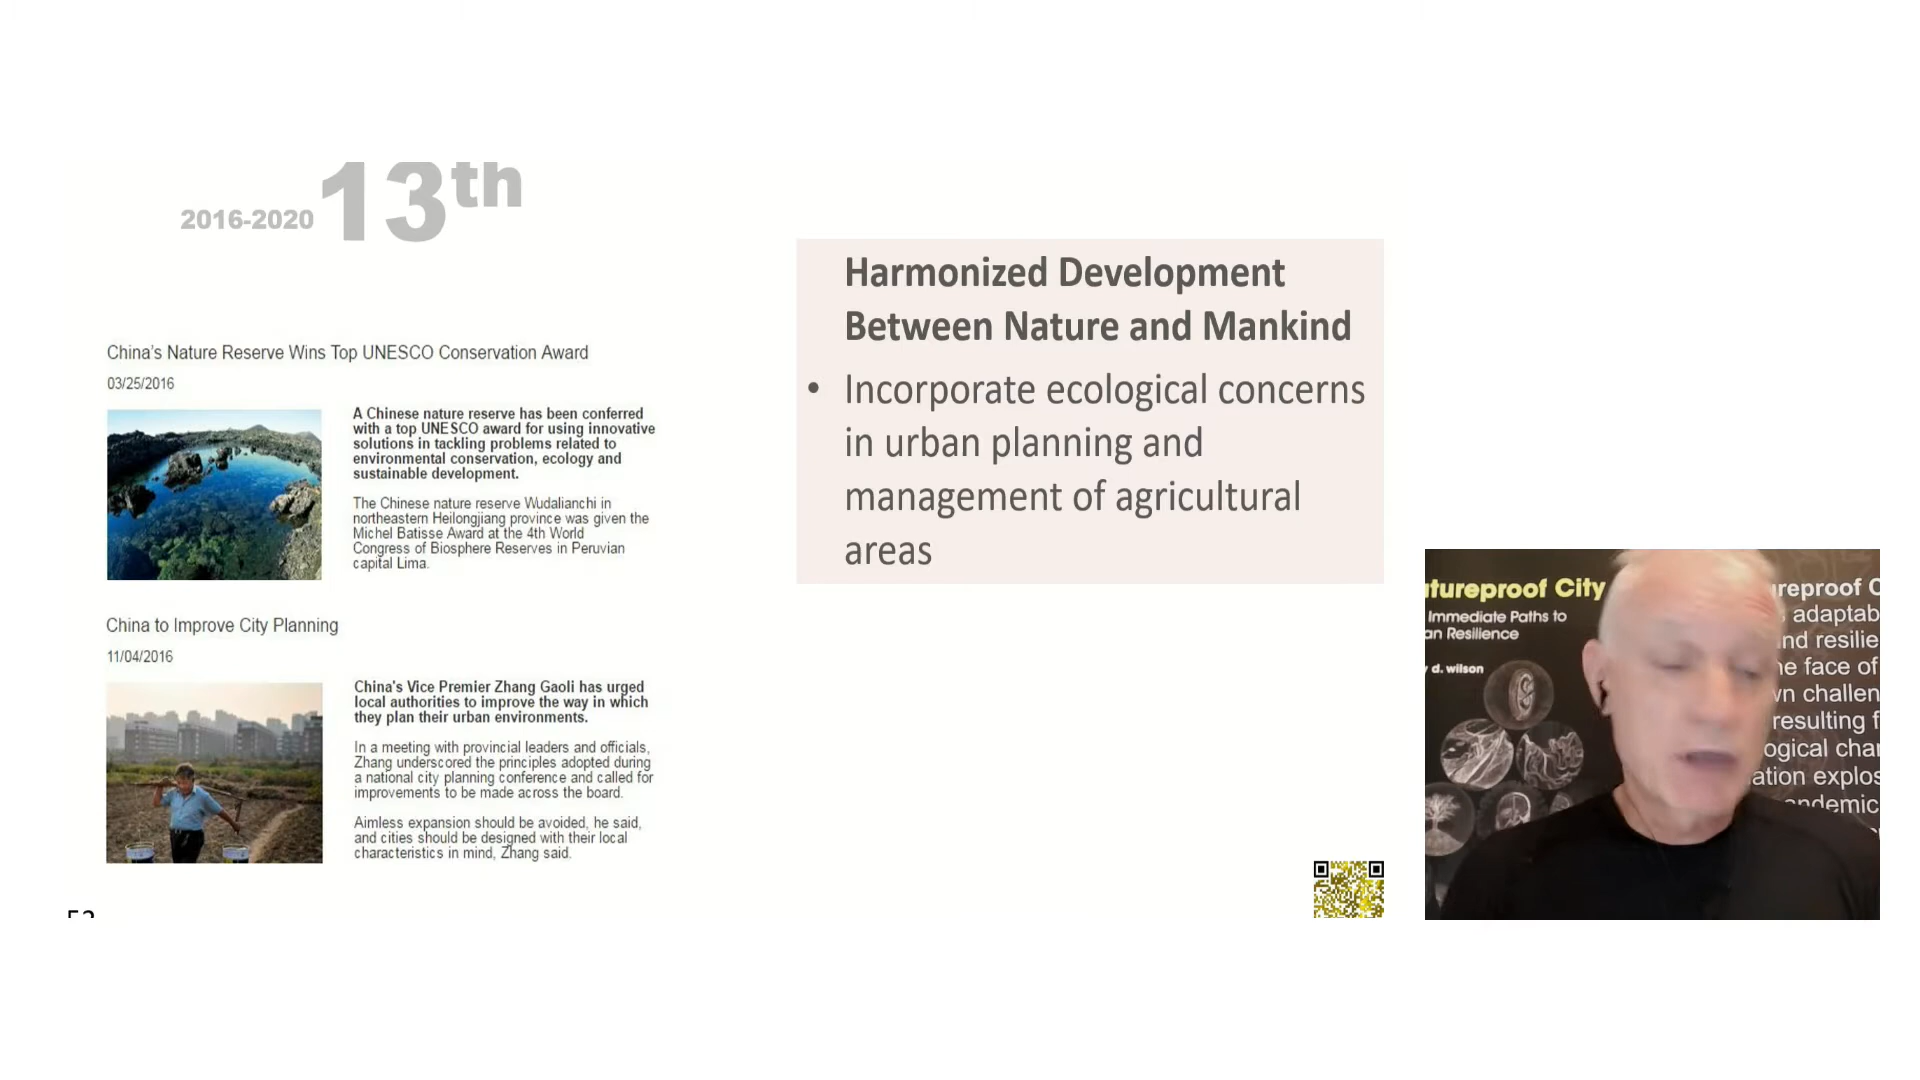 2016-2020 13th
Harmonized Development
Between Nature and Mankind
• Incorporate ecological concerns
in urban planning and
management of agricultural
areas
China's Nature Reserve Wins Top UNESCO Conservation Award
03/25/2016
A Chinese nature reserve has been conferred
with a top UNESCO award for using innovative
solutions in tackling problems related to
environmental conservation, ecology and
sustainable development.
The Chinese nature reserve Wudalianchi in
northeastern Heilongjiang province was given the
Michel Batisse Award at the 4th World
Congress of Biosphere Reserves in Peruvian
capital Lima.
China to Improve City Planning
11/04/2016
China's Vice Premier Zhang Gaoli has urged
local authorities to improve the way in which
they plan their urban environments.
In a meeting with provincial leaders and officials,
Zhang underscored the principles adopted during
a national city planning conference and called for
improvements to be made across the board.
Aimless expansion should be avoided, he said,
and cities should be designed with their local
characteristics in mind, Zhang said.
tureproof City
Immediate Paths to
an Resilience
d. wilson
reproof C
adaptab
nd resilie
he face of
wn challen
resulting f
ogical cha
ation explos
andemic